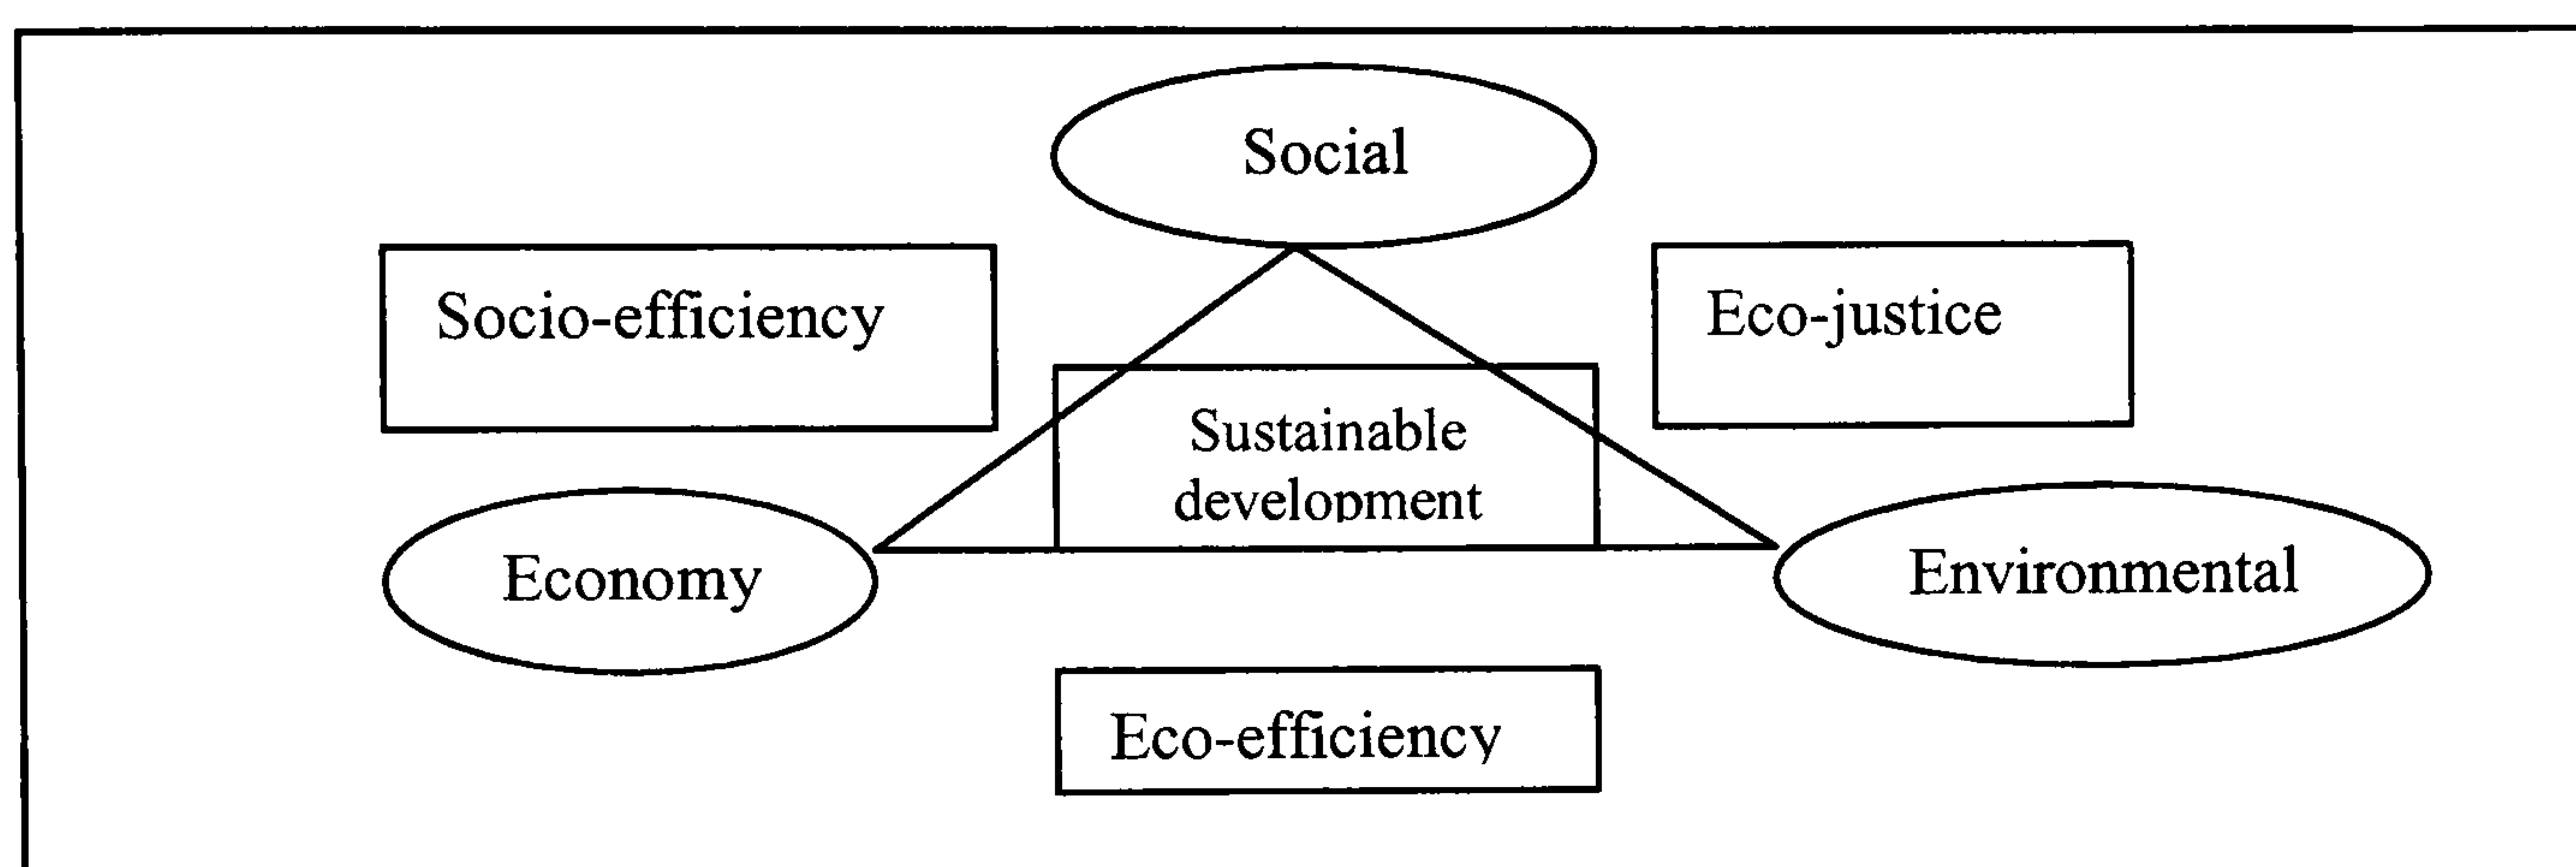 Social
Socio-efficiency
Eco-justice
Sustainable
development
Economy
Environmental
Eco-efficiency